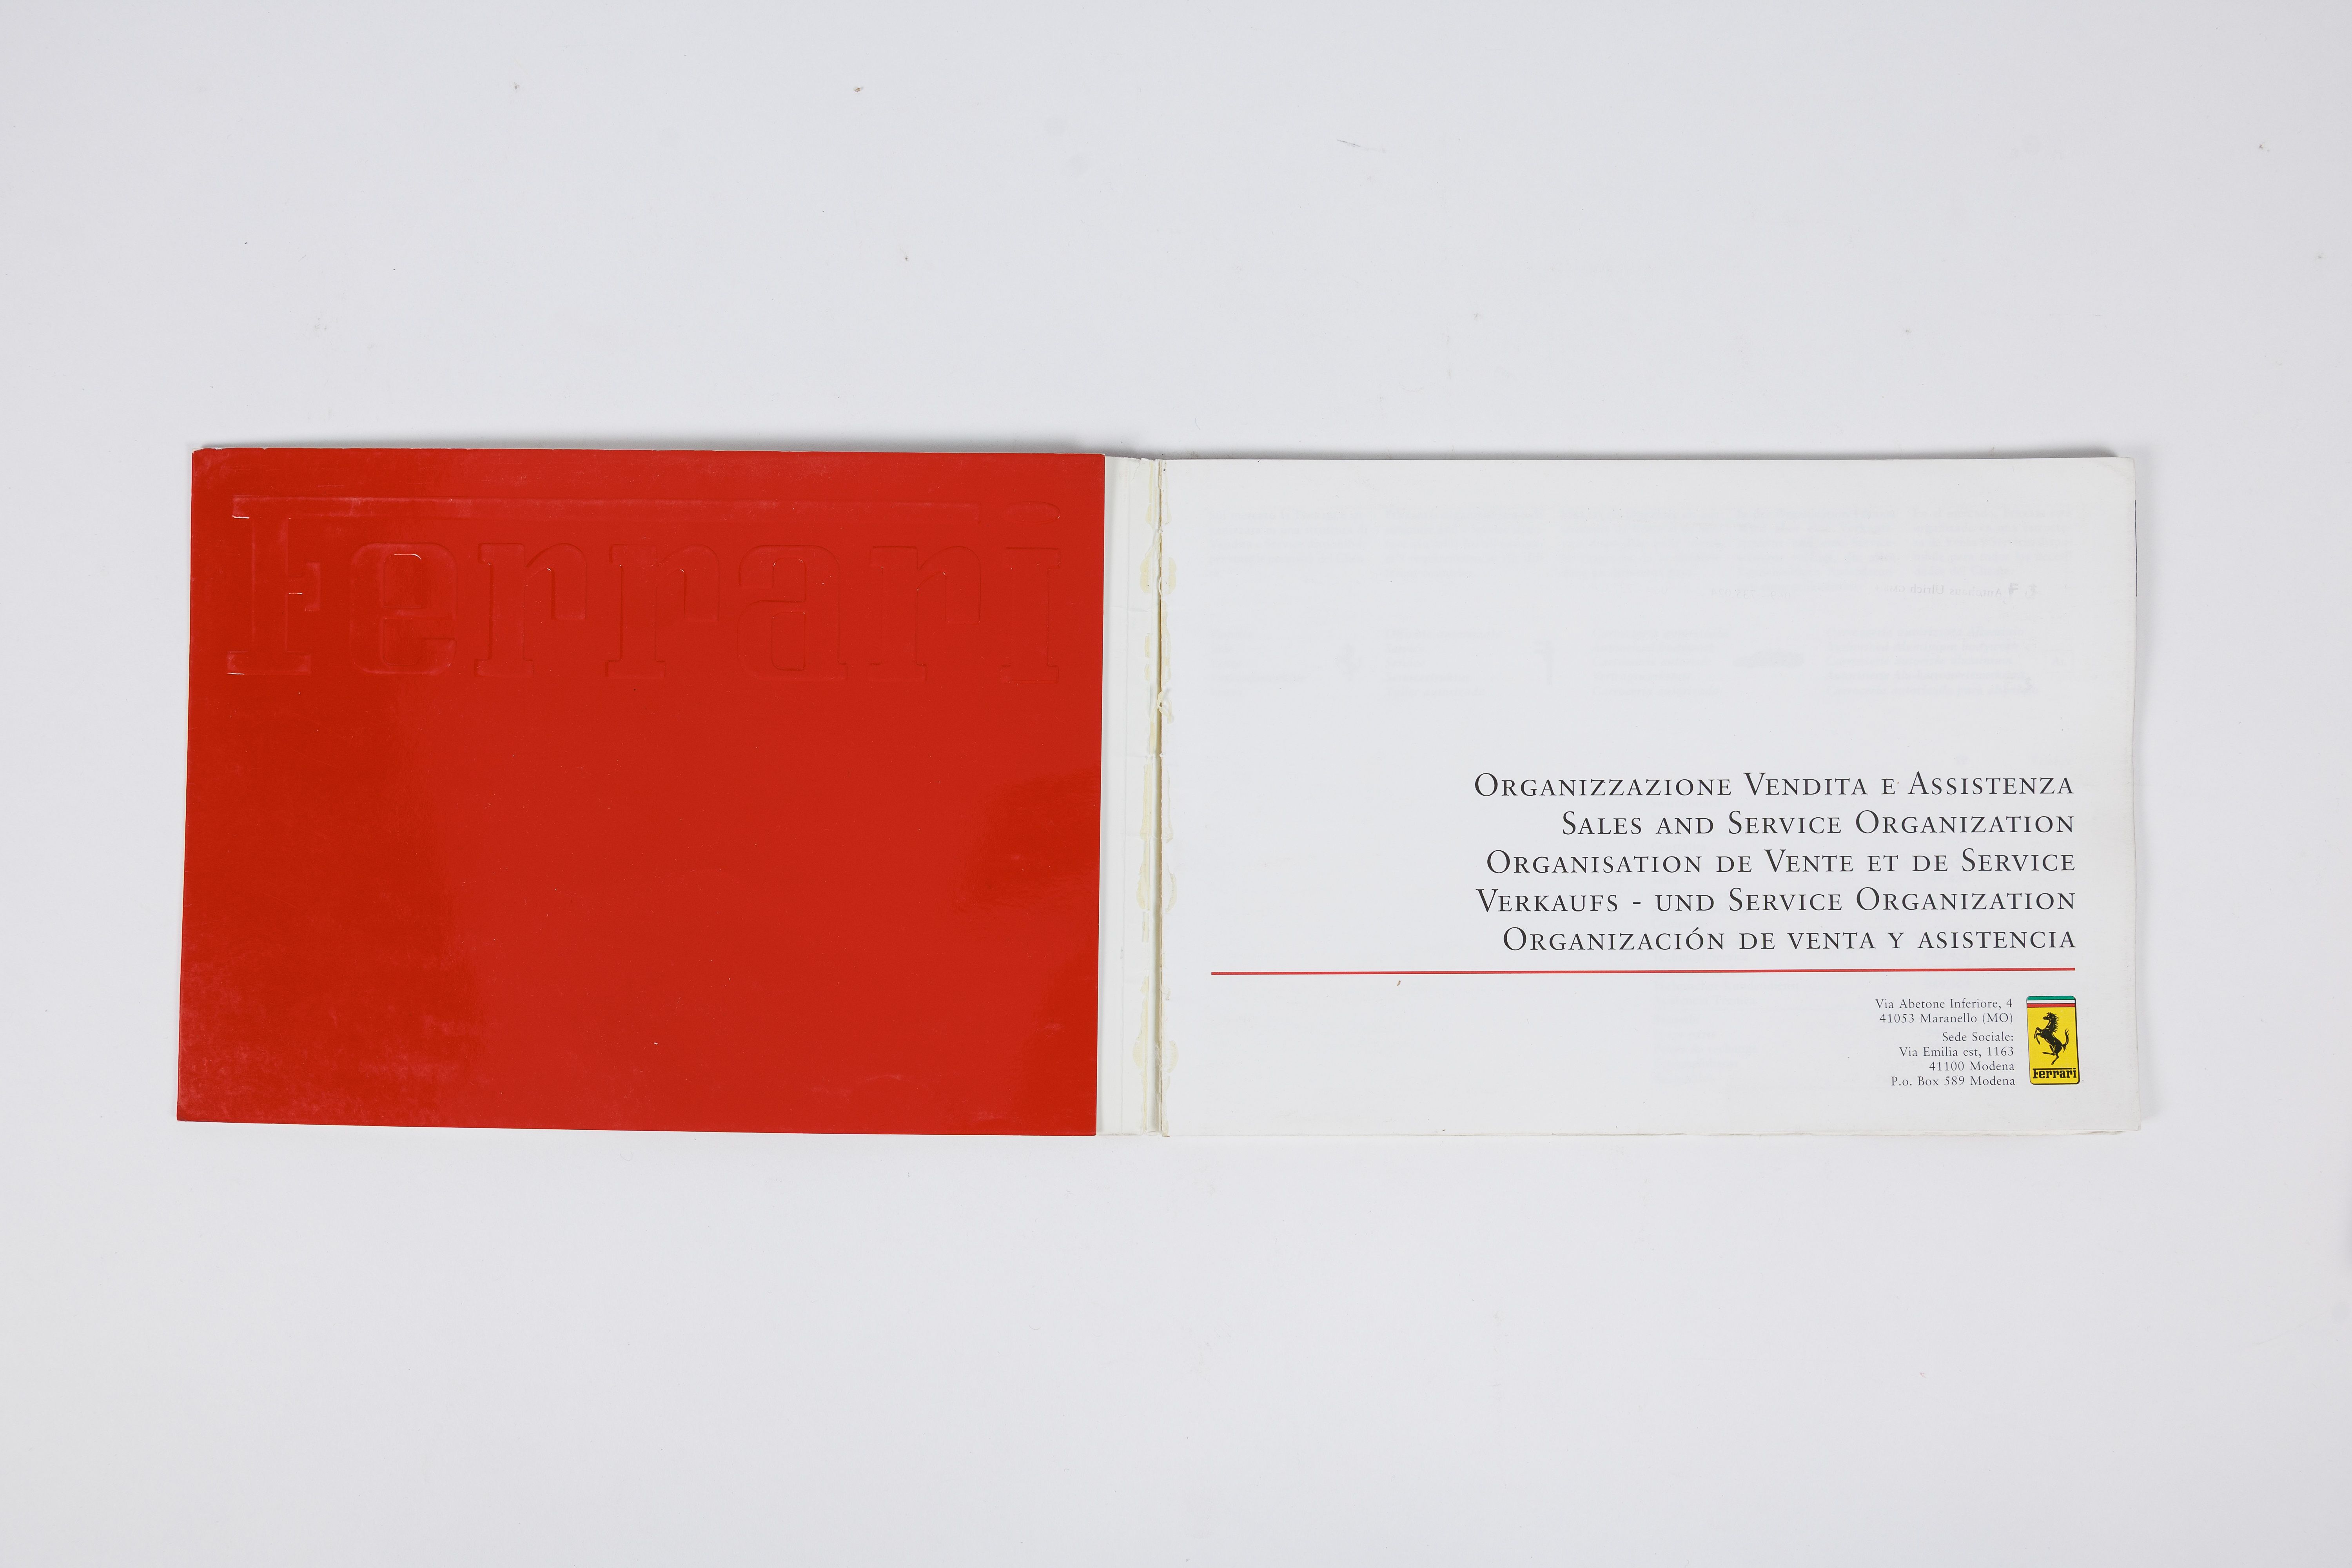 Ferrari
Organizzazione Vendita e Assistenza
Sales and Service Organization
Organisation de Vente et de Service
Verkaufs - und Service Organization
Organización de venta y asistencia
Via Abetone Inferiore, 4
41053 Maranello (MO)
Sede Sociale:
Via Emilia est, 1163
41100 Modena
P.o. Box 589 Modena
Ferrari